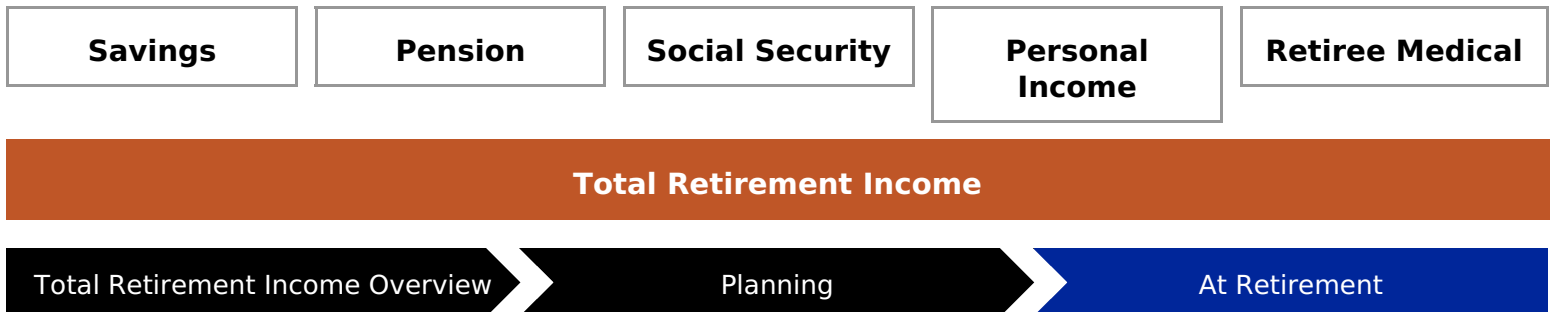 Savings
Pension
Social Security
Personal
Income
Retiree Medical
Total Retirement Income
Total Retirement Income Overview
Planning
At Retirement